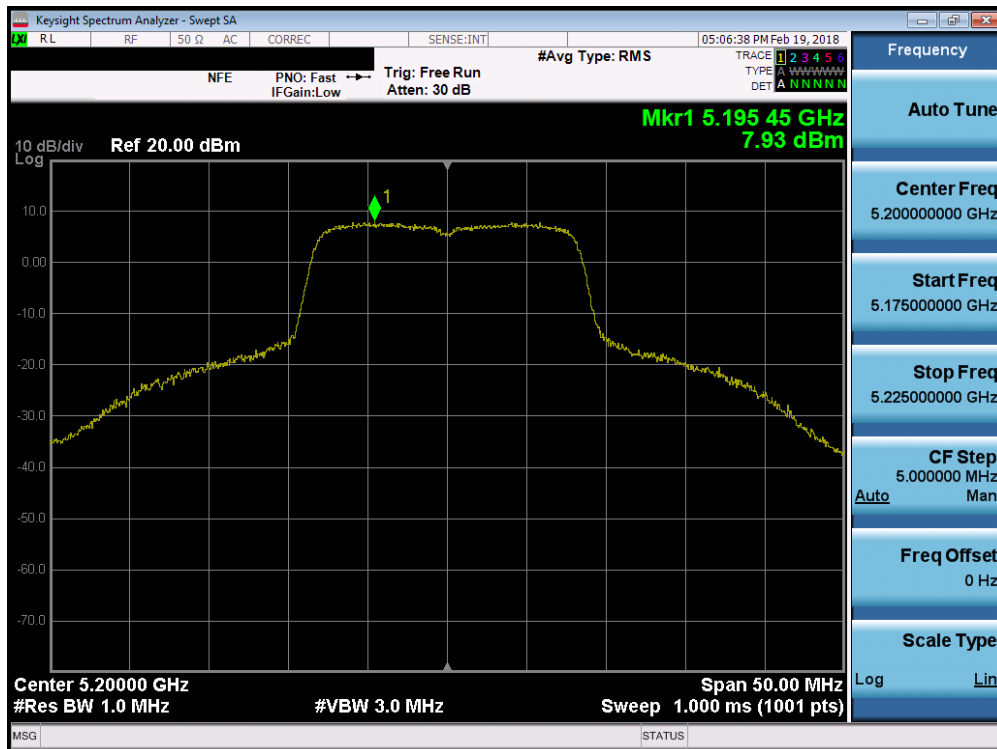 Keysight Spectrum Analyzer - Swept SA
LXI RL RF 50 Ω AC CORREC SENSE:INT 05:06:38 PM Feb 19, 2018
#Avg Type: RMS TRACE 1 2 3 4 5 6
NFE PNO: Fast Trig: Free Run TYPE A WWWWW
IFGain:Low Atten: 30 dB DET A N N N N N
Mkr1 5.195 45 GHz
7.93 dBm
10 dB/div Ref 20.00 dBm
Log
1
10.0
0.00
-10.0
-20.0
-30.0
-40.0
-50.0
-60.0
-70.0
Center 5.20000 GHz Span 50.00 MHz
#Res BW 1.0 MHz #VBW 3.0 MHz Sweep 1.000 ms (1001 pts)
MSG STATUS
Frequency
Auto Tune
Center Freq
5.200000000 GHz
Start Freq
5.175000000 GHz
Stop Freq
5.225000000 GHz
CF Step
5.000000 MHz
Auto Man
Freq Offset
0 Hz
Scale Type
Log Lin